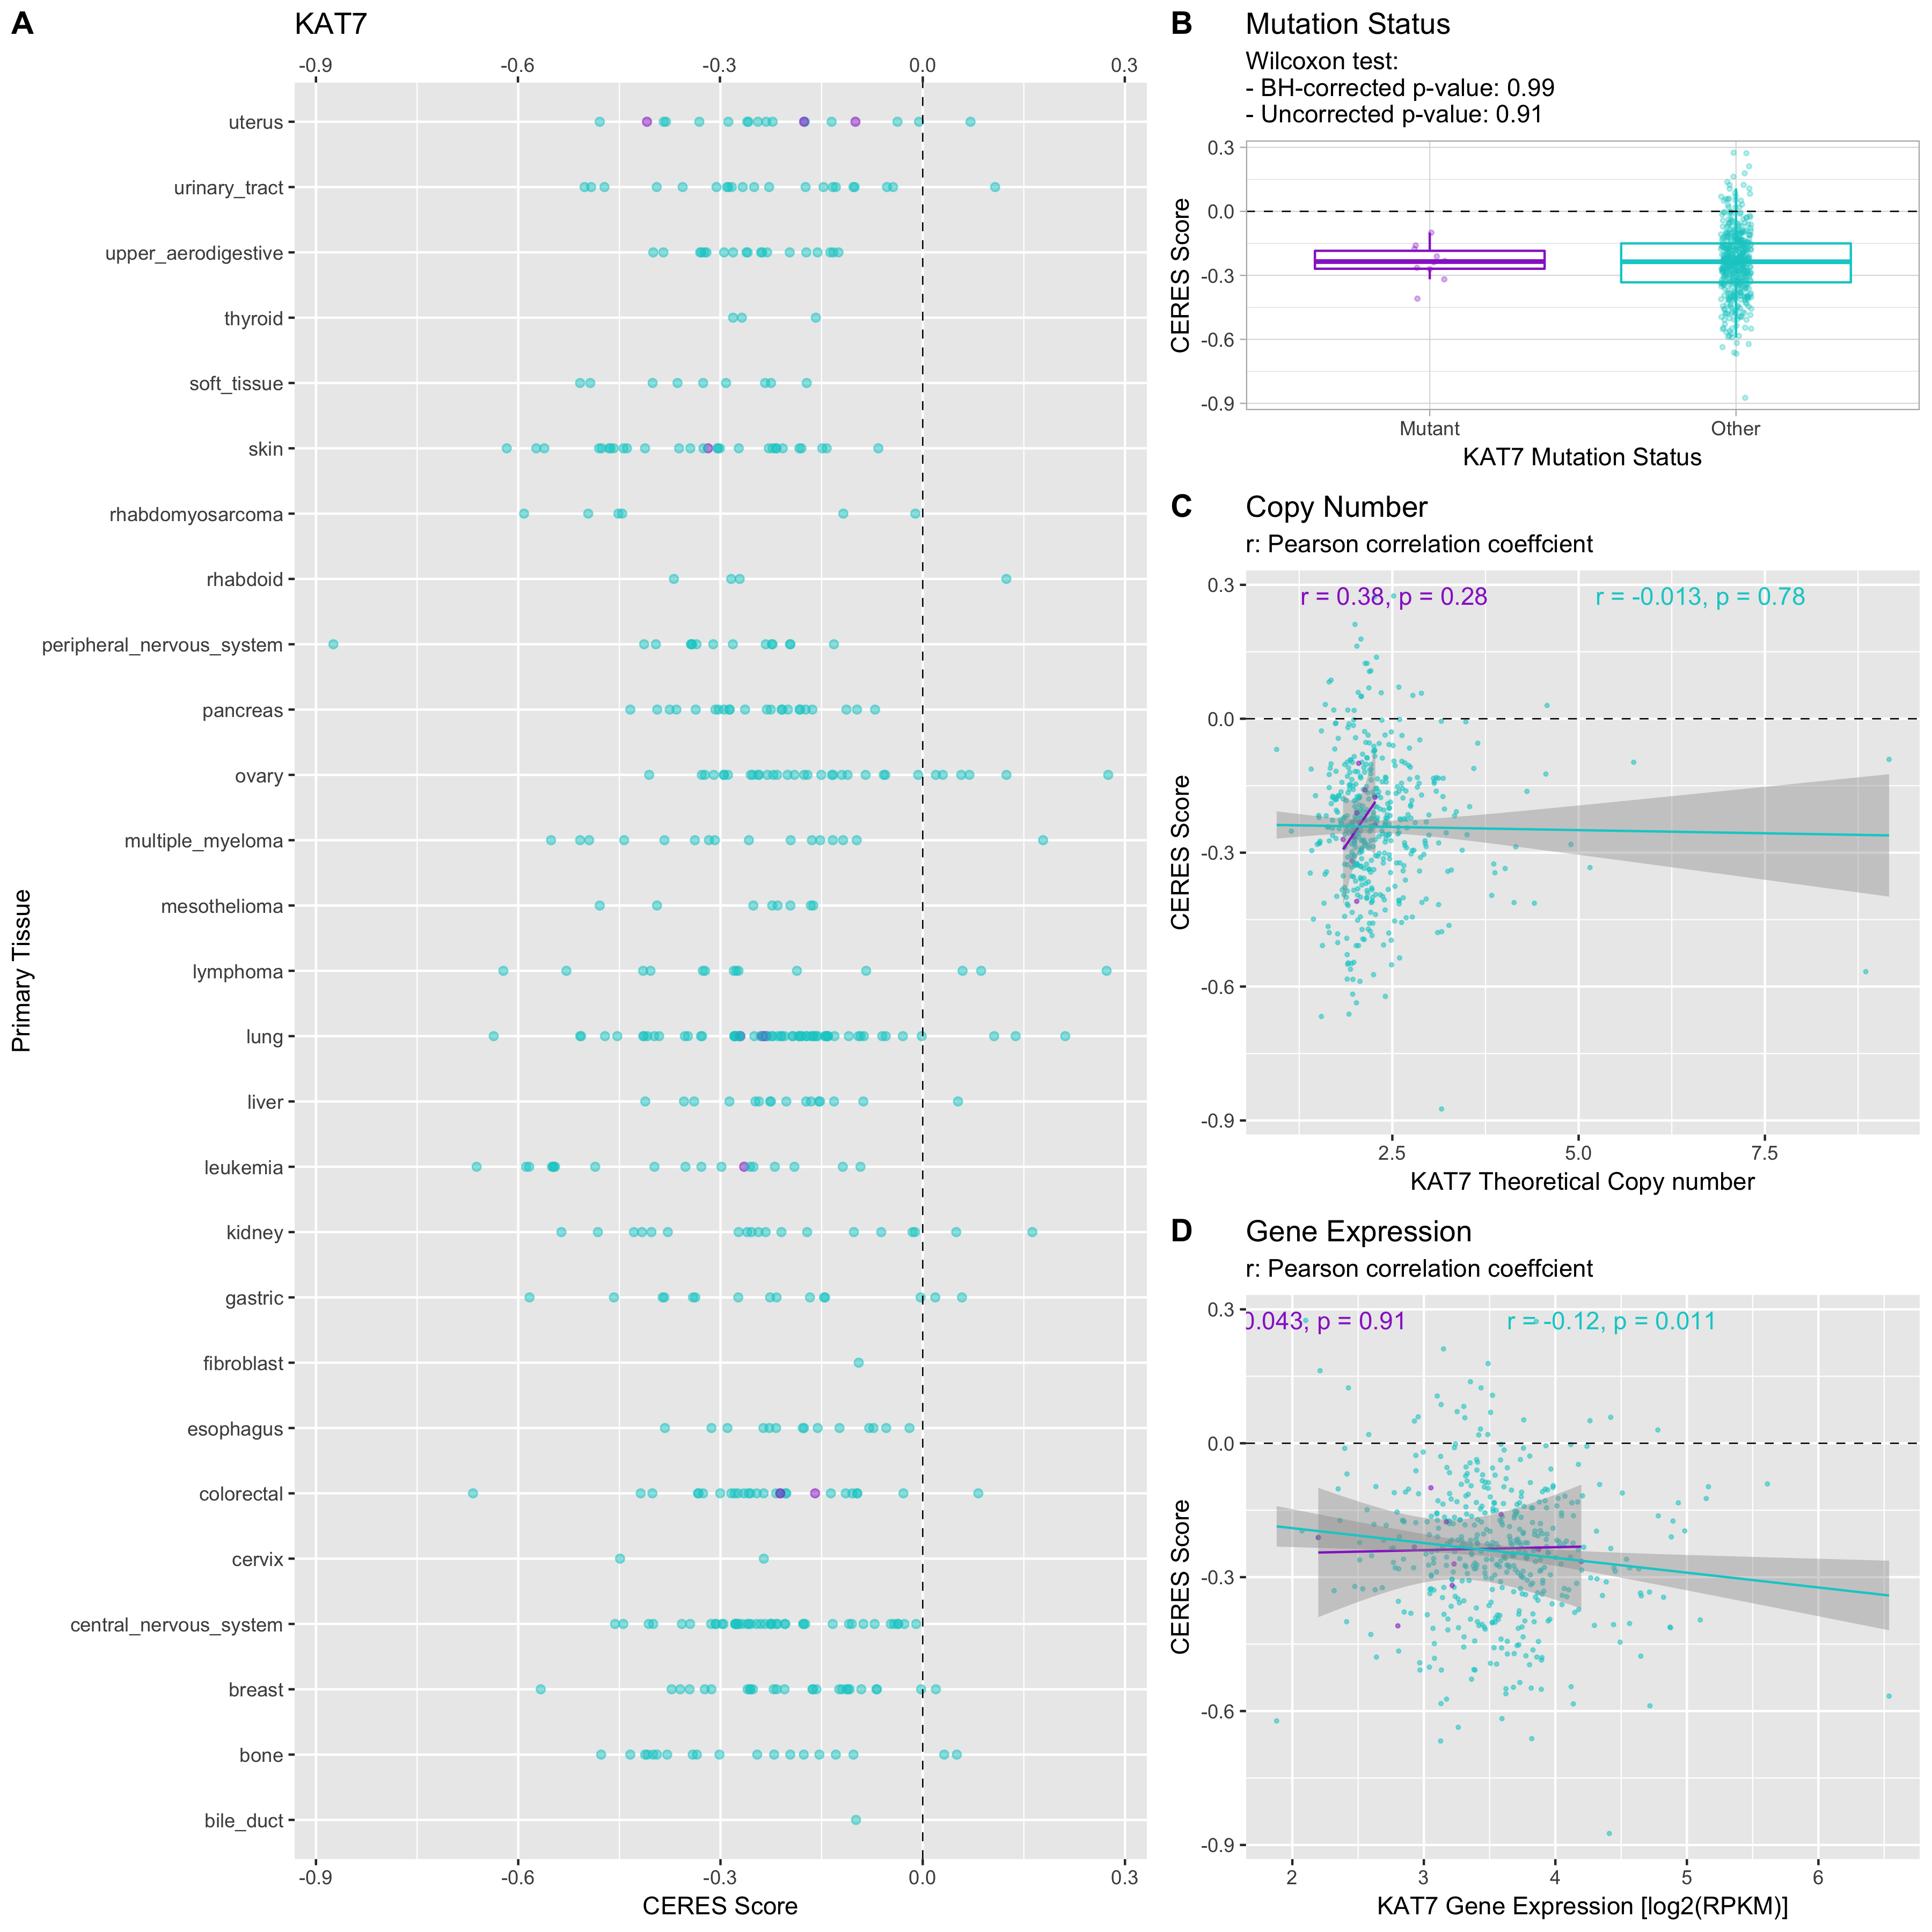 A
KAT7
-0.9 -0.6 -0.3 0.0 0.3
Primary Tissue
uterus
urinary_tract
upper_aerodigestive
thyroid
soft_tissue
skin
rhabdomyosarcoma
rhabdoid
peripheral_nervous_system
pancreas
ovary
multiple_myeloma
mesothelioma
lymphoma
lung
liver
leukemia
kidney
gastric
fibroblast
esophagus
colorectal
cervix
central_nervous_system
breast
bone
bile_duct
-0.9 -0.6 -0.3 0.0 0.3
CERES Score
B
Mutation Status
Wilcoxon test:
- BH-corrected p-value: 0.99
- Uncorrected p-value: 0.91
CERES Score
0.3
0.0
-0.3
-0.6
-0.9
Mutant Other
KAT7 Mutation Status
C
Copy Number
r: Pearson correlation coeffcient
r = 0.38, p = 0.28 r = -0.013, p = 0.78
CERES Score
0.3
0.0
-0.3
-0.6
-0.9
2.5 5.0 7.5
KAT7 Theoretical Copy number
D
Gene Expression
r: Pearson correlation coeffcient
0.043, p = 0.91 r = -0.12, p = 0.011
CERES Score
0.3
0.0
-0.3
-0.6
-0.9
2 3 4 5 6
KAT7 Gene Expression [log2(RPKM)]